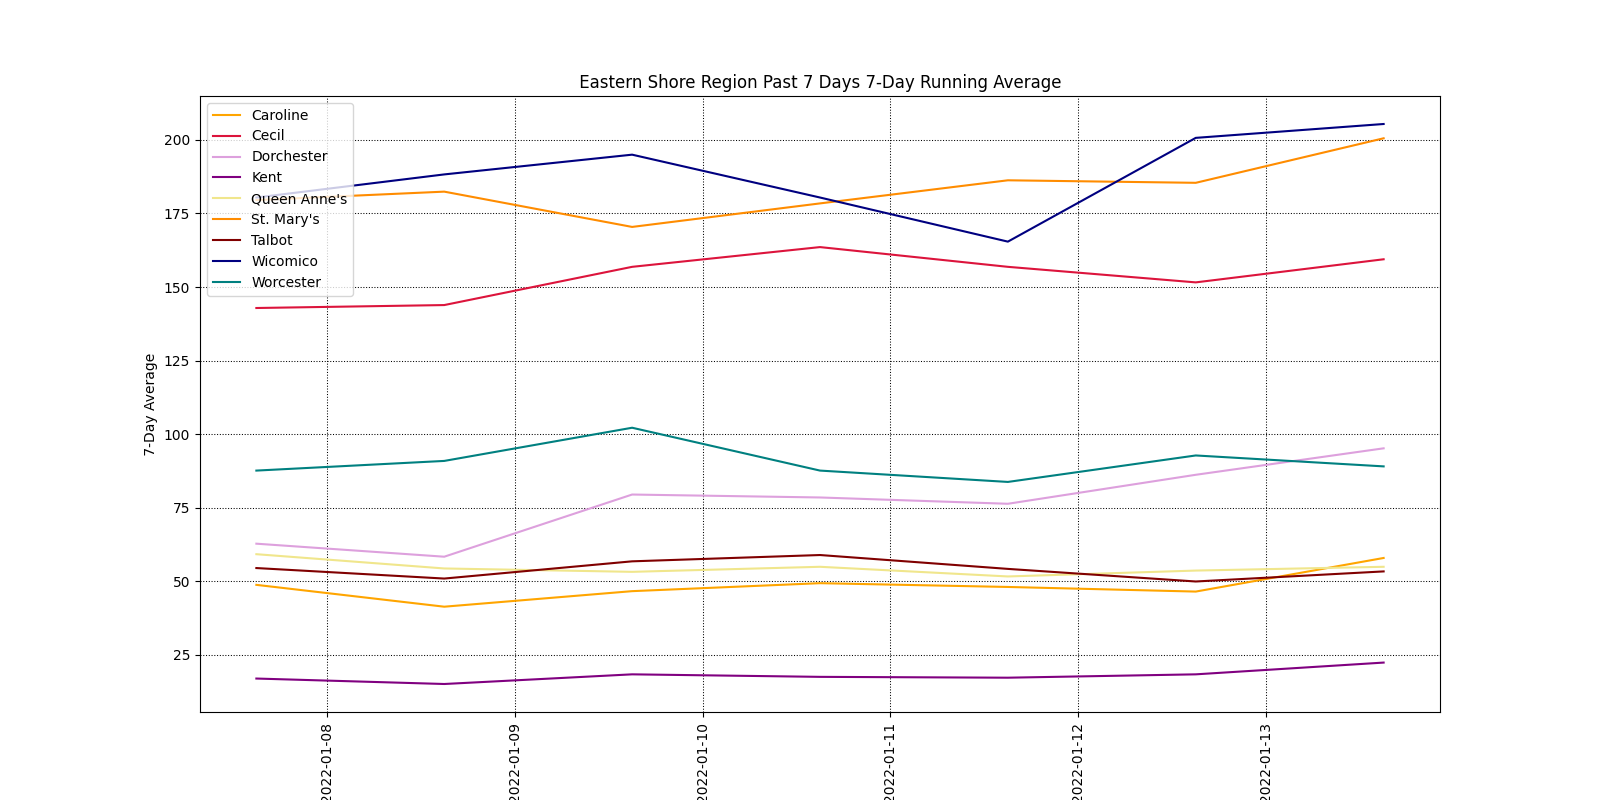 Eastern Shore Region Past 7 Days 7-Day Running Average
Caroline
Cecil
Dorchester
Kent
Queen Anne's
St. Mary's
Talbot
Wicomico
Worcester
200
175
150
125
100
75
50
25
7-Day Average
2022-01-08
2022-01-09
2022-01-10
2022-01-11
2022-01-12
2022-01-13